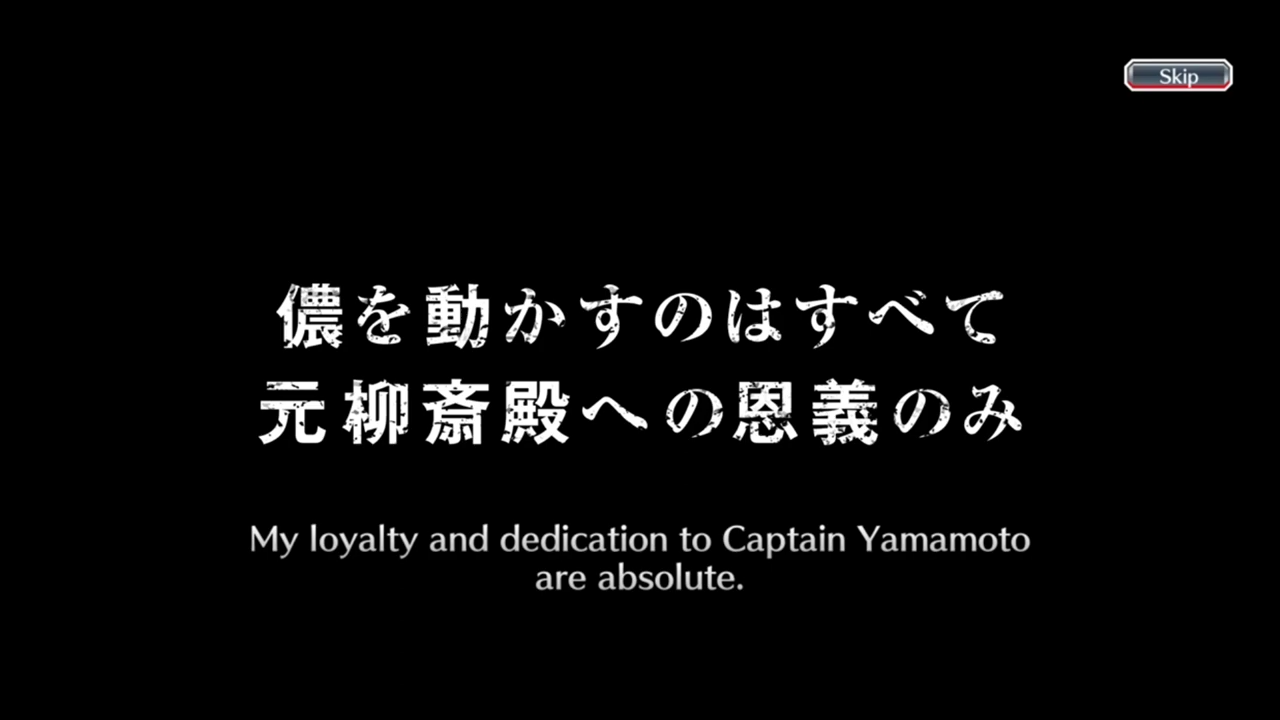 Skip
儂を動かすのはすべて
元柳斎殿への恩義のみ
My loyalty and dedication to Captain Yamamoto
are absolute.